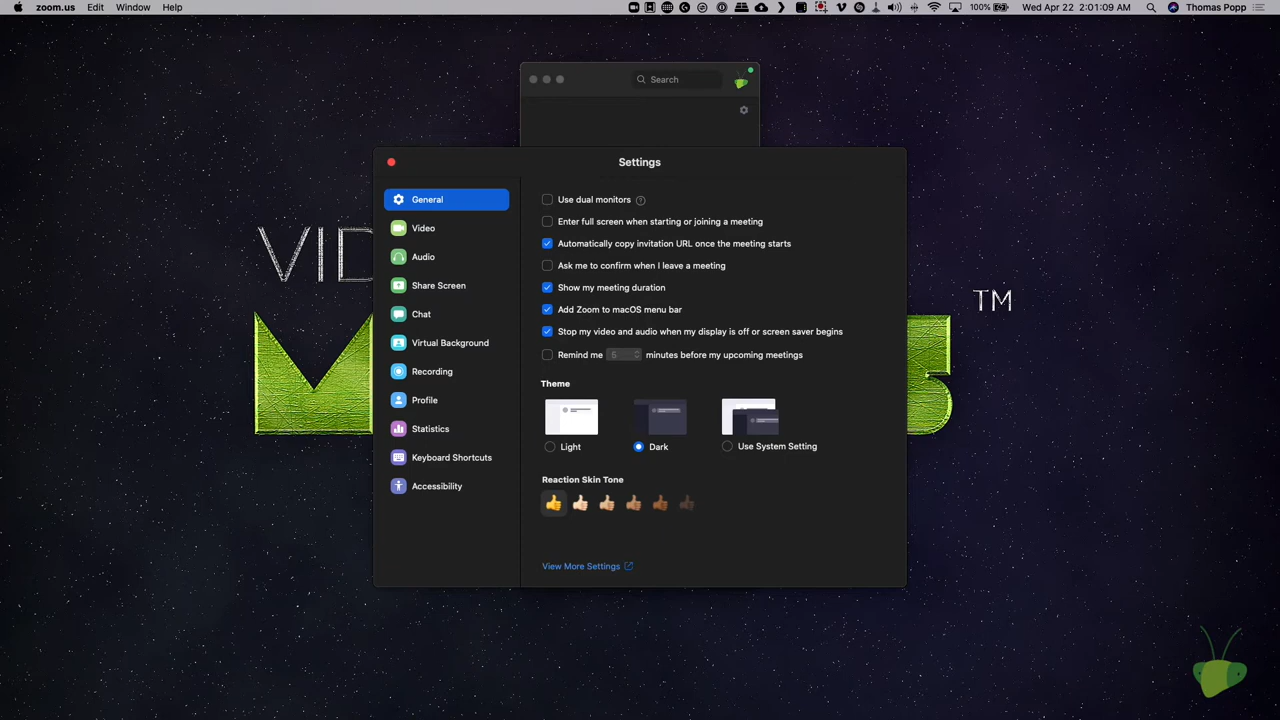 zoom.us Edit Window Help 100% Wed Apr 22 2:01:09 AM Thomas Popp
Search
Settings
General
Video
Audio
Share Screen
Chat
Virtual Background
Recording
Profile
Statistics
Keyboard Shortcuts
Accessibility
Use dual monitors ?
Enter full screen when starting or joining a meeting
Automatically copy invitation URL once the meeting starts
Ask me to confirm when I leave a meeting
Show my meeting duration
Add Zoom to macOS menu bar
Stop my video and audio when my display is off or screen saver begins
Remind me 5 minutes before my upcoming meetings
Theme
Light Dark Use System Setting
Reaction Skin Tone
View More Settings
TM